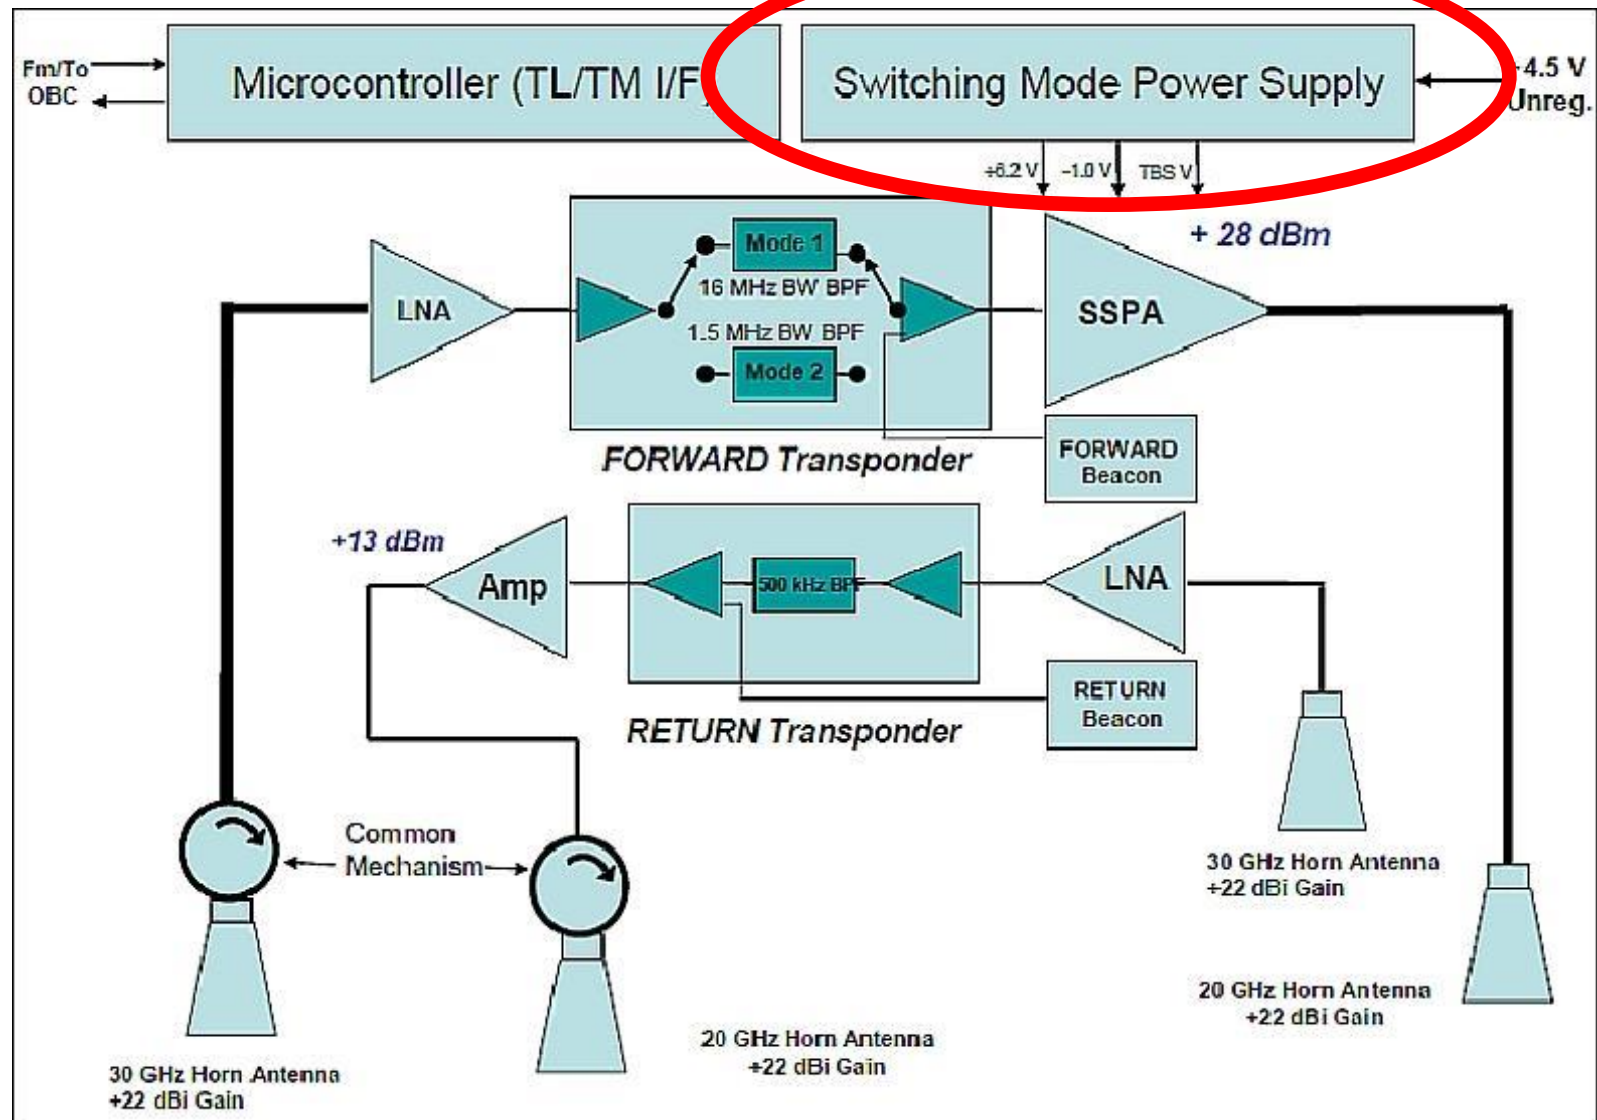 Fm/To
OBC
Microcontroller (TL/TM I/F)
Switching Mode Power Supply
-4.5 V
Unreg.
+6.2 V
-1.0 V
TBS V
+ 28 dBm
LNA
Mode 1
16 MHz BW BPF
1.5 MHz BW BPF
Mode 2
SSPA
FORWARD Transponder
FORWARD
Beacon
+13 dBm
Amp
500 kHz BPF
LNA
RETURN
Beacon
RETURN Transponder
Common
Mechanism
30 GHz Horn Antenna
+22 dBi Gain
20 GHz Horn Antenna
+22 dBi Gain
20 GHz Horn Antenna
+22 dBi Gain
30 GHz Horn Antenna
+22 dBi Gain